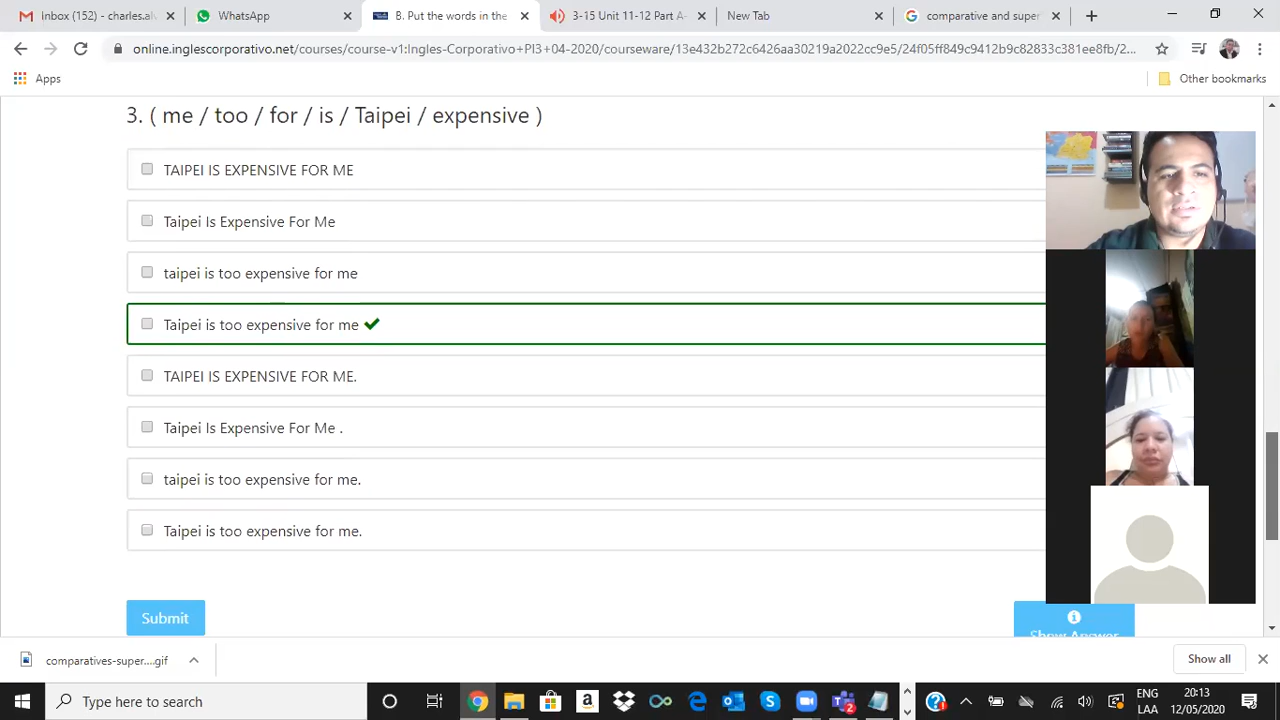 Inbox (152) - charles.al
WhatsApp
B. Put the words in the
3-15 Unit 11-12 Part A-
New Tab
comparative and super
online.inglescorporativo.net/courses/course-v1:Ingles-Corporativo+PI3+04-2020/courseware/13e432b272c6426aa30219a2022cc9e5/24f05ff849c9412b9c82833c381ee8fb/2...
Apps
Other bookmarks
3. ( me / too / for / is / Taipei / expensive )
TAIPEI IS EXPENSIVE FOR ME
Taipei Is Expensive For Me
taipei is too expensive for me
Taipei is too expensive for me
TAIPEI IS EXPENSIVE FOR ME.
Taipei Is Expensive For Me .
taipei is too expensive for me.
Taipei is too expensive for me.
Submit
Show Answer
comparatives-super....gif
Show all
Type here to search
ENG
20:13
LAA
12/05/2020